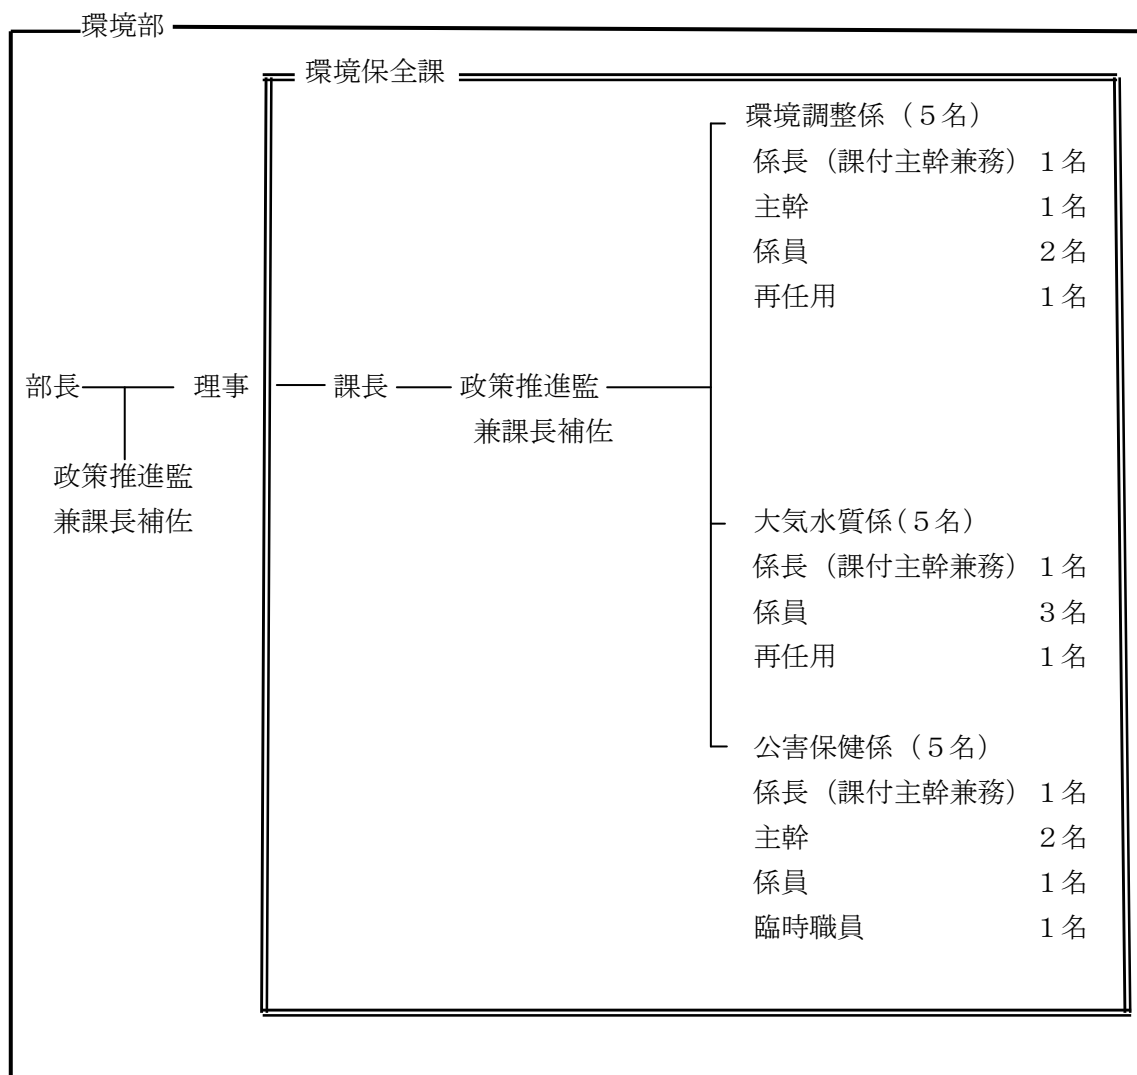 環境部
環境保全課
環境調整係(5名)
係長(課付主幹兼務) 1名
主幹 1名
係員 2名
再任用 1名
部長 理事 課長 政策推進監
兼課長補佐
政策推進監
兼課長補佐
大気水質係(5名)
係長(課付主幹兼務) 1名
係員 3名
再任用 1名
公害保健係(5名)
係長(課付主幹兼務) 1名
主幹 2名
係員 1名
臨時職員 1名